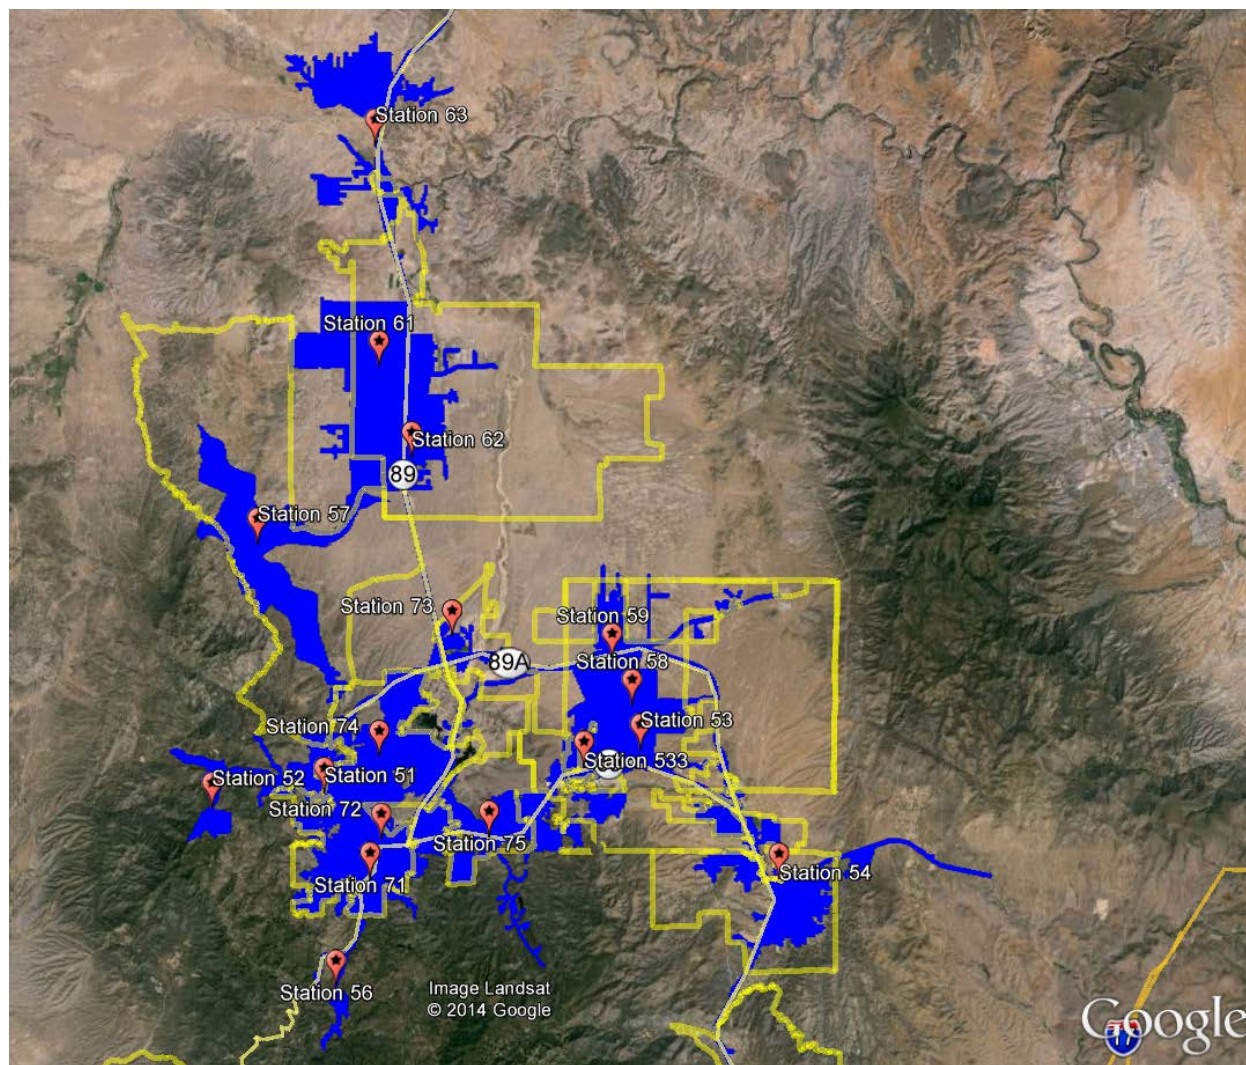 Station 63
Station 61
Station 62
89
Station 57
Station 73
Station 59
89A
Station 58
Station 53
Station 74
Station 533
Station 52
Station 51
Station 72
Station 75
Station 54
Station 71
Station 56
Image Landsat
© 2014 Google
Google
17